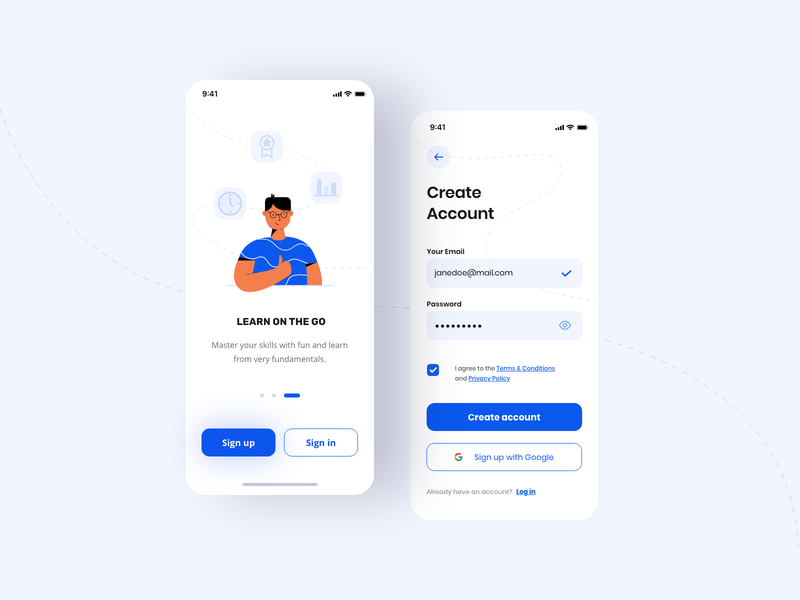 9:41
LEARN ON THE GO
Master your skills with fun and learn
from very fundamentals.
Sign up
Sign in
9:41
Create
Account
Your Email
janedoe@mail.com
Password
I agree to the Terms & Conditions
and Privacy Policy
Create account
Sign up with Google
Already have an account? Log in